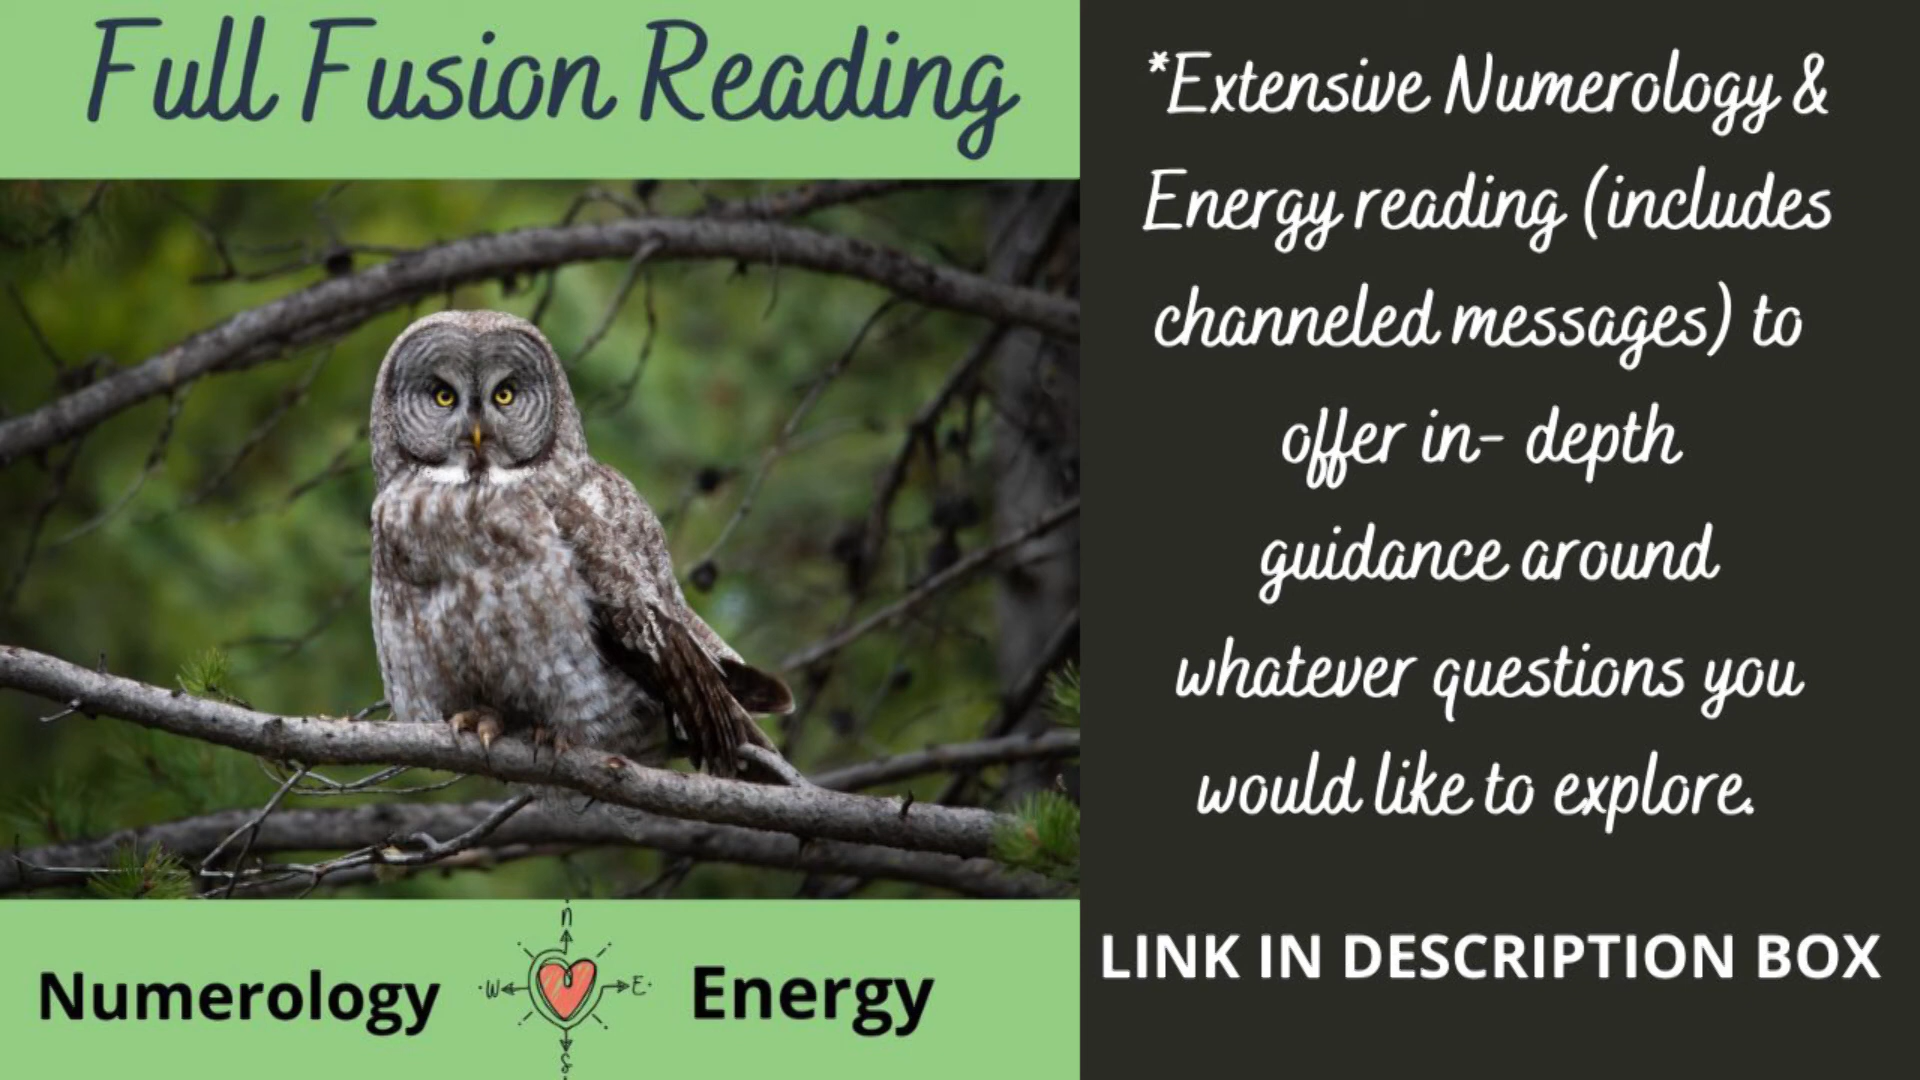 Full Fusion Reading
*Extensive Numerology &
Energy reading (includes
channeled messages) to
offer in- depth
guidance around
whatever questions you
would like to explore.
n
W E
S
Numerology Energy
LINK IN DESCRIPTION BOX